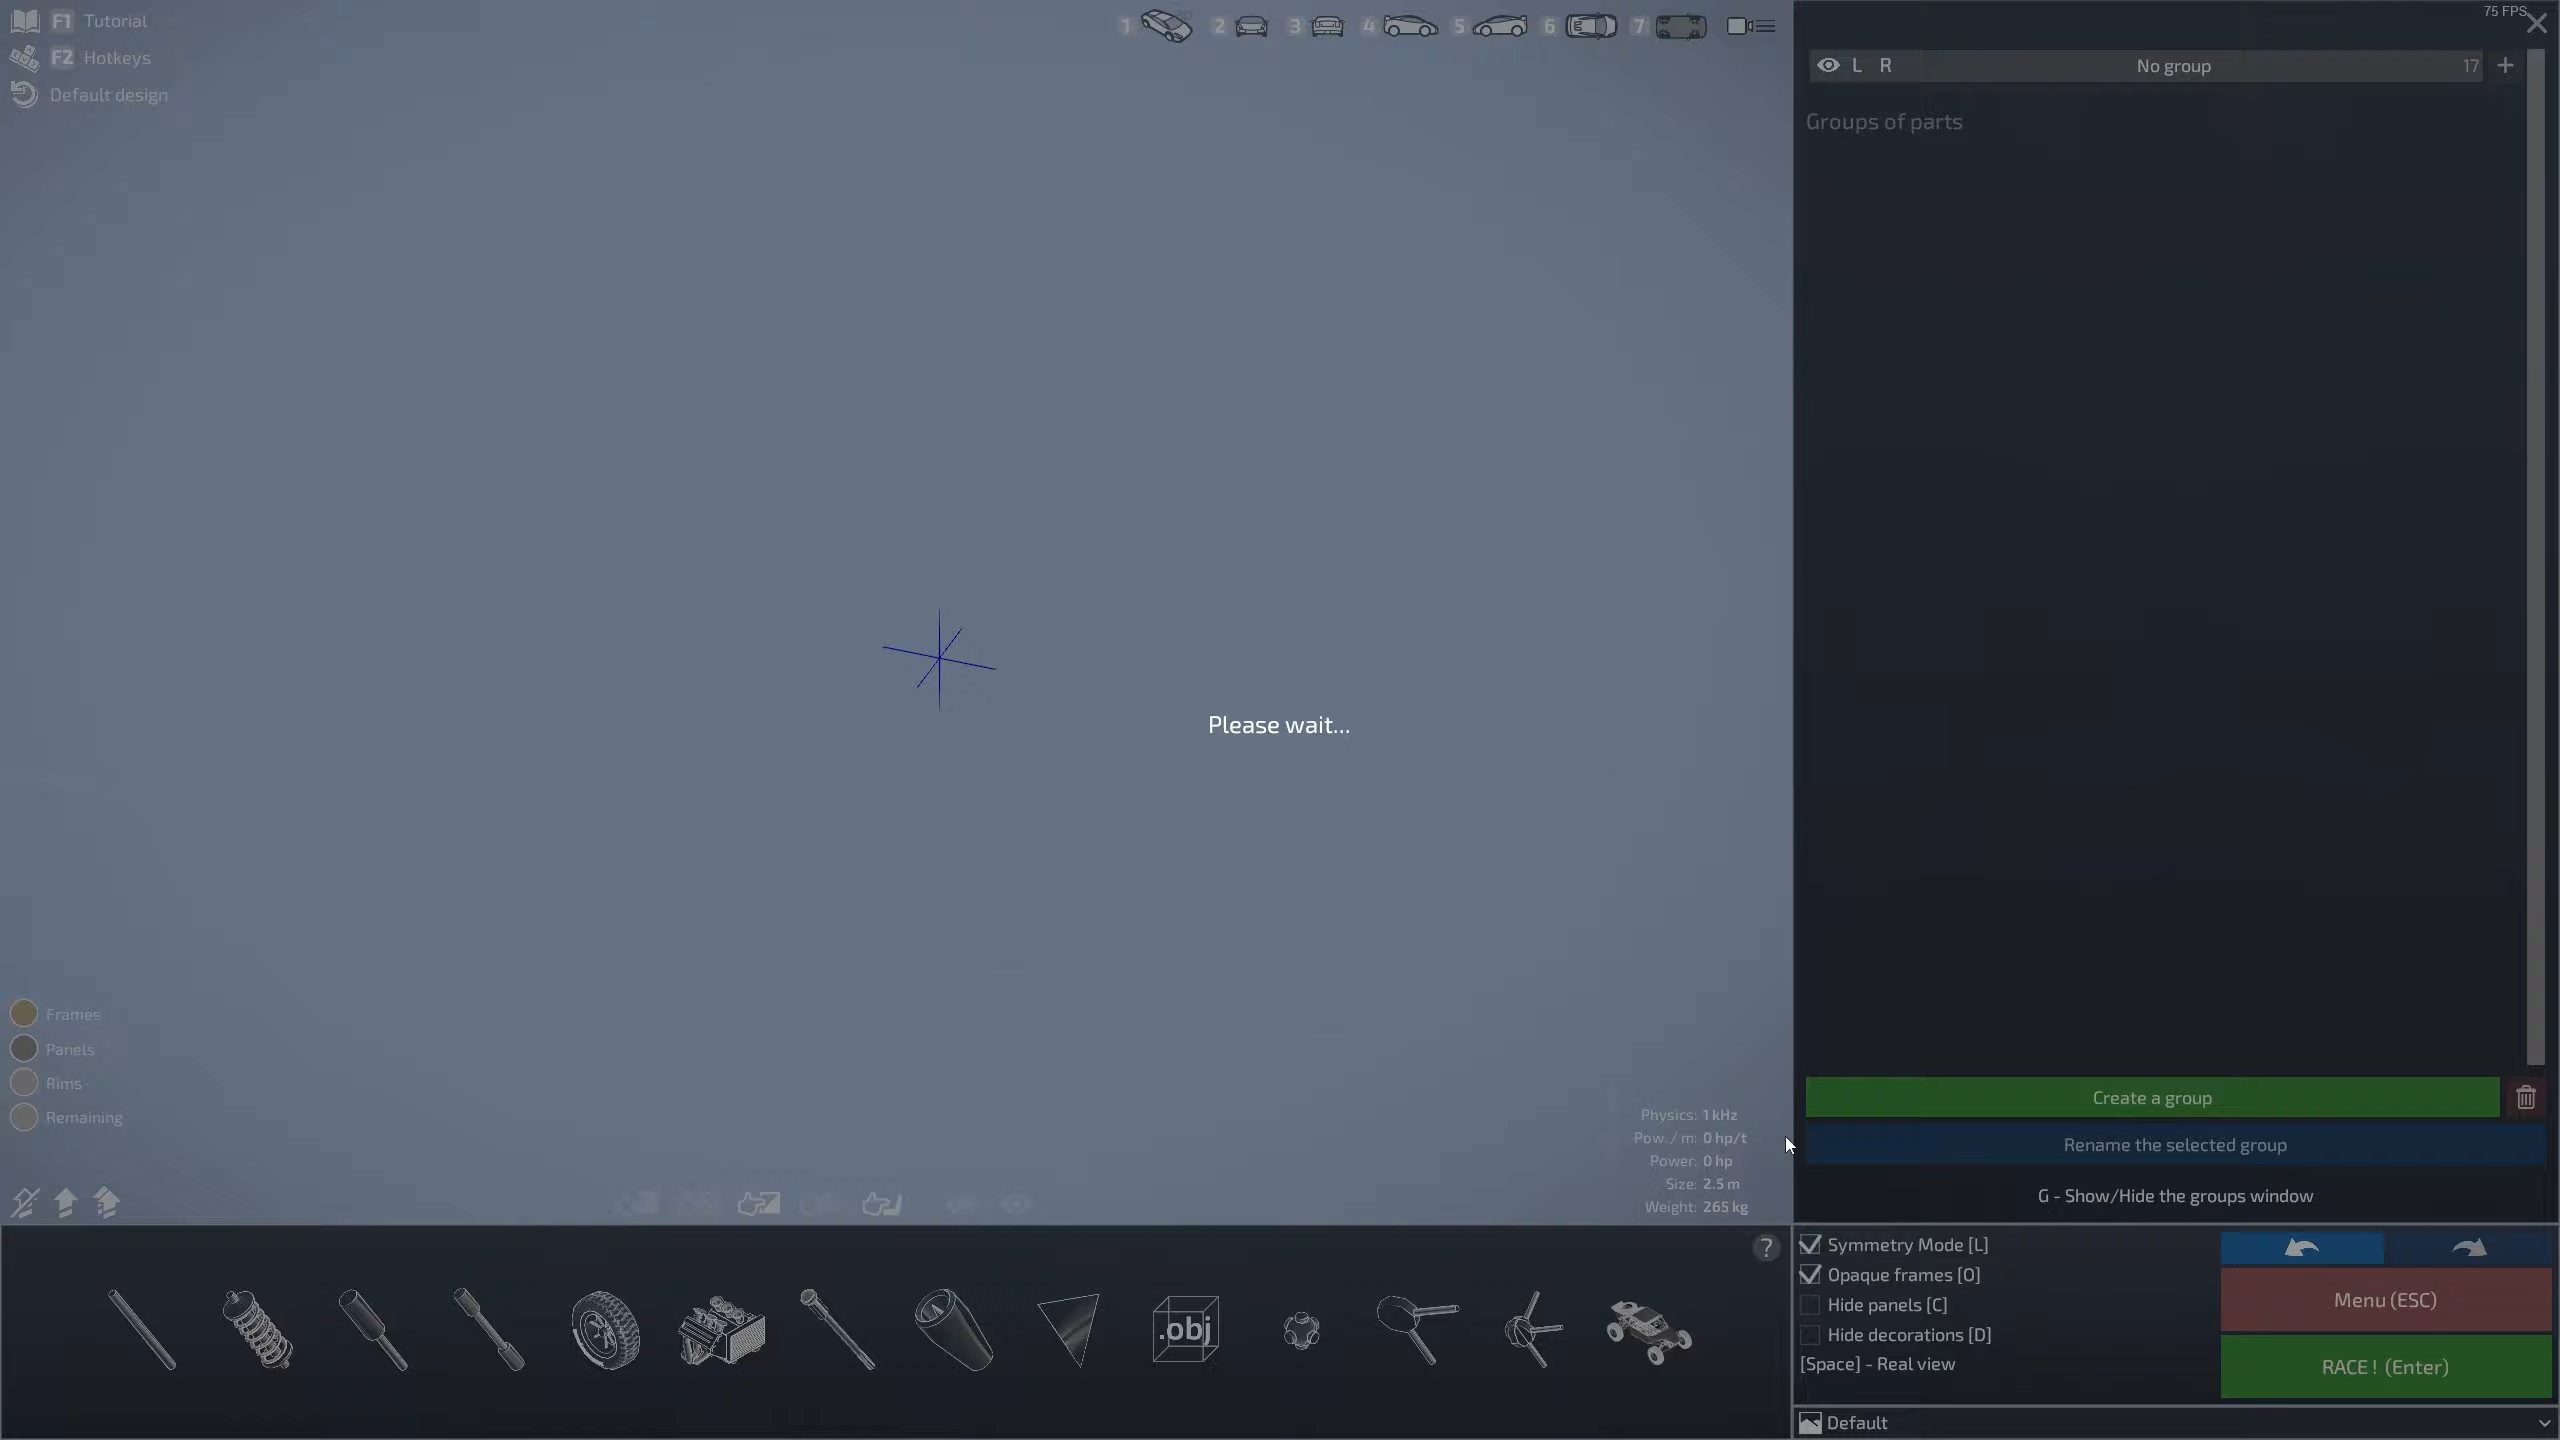 75 FPS
F1 Tutorial
F2 Hotkeys
Default design
1 2 3 4 5 6 7
L R No group 17 +
Groups of parts
Please wait...
Frames
Panels
Rims
Remaining
Physics: 1 kHz
Pow. / m: 0 hp/t
Power: 0 hp
Size: 2.5 m
Weight: 265 kg
Create a group
Rename the selected group
G - Show/Hide the groups window
?
.obj
Symmetry Mode [L]
Opaque frames [O]
Hide panels [C]
Hide decorations [D]
[Space] - Real view
Menu (ESC)
RACE ! (Enter)
Default